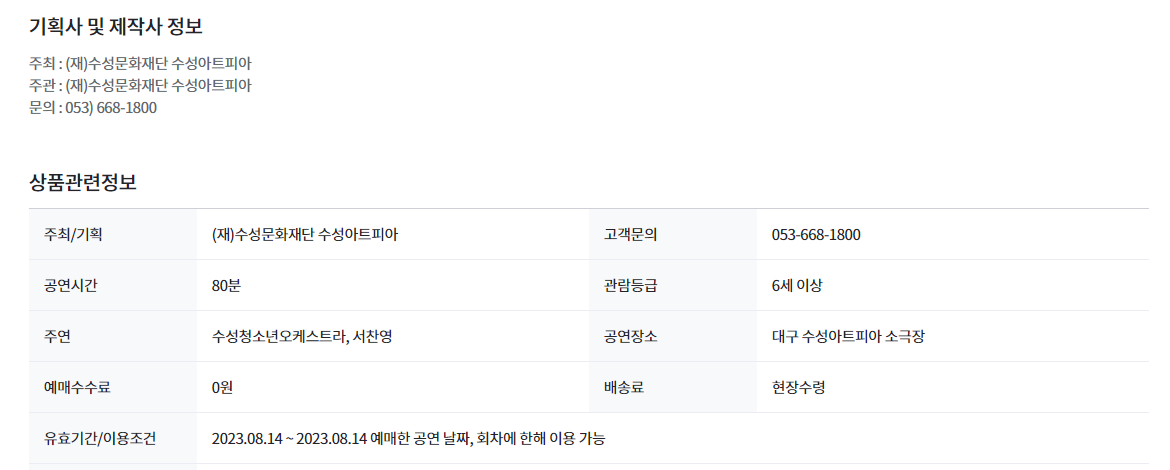 기획사 및 제작사 정보
주최 : (재)수성문화재단 수성아트피아
주관 : (재)수성문화재단 수성아트피아
문의 : 053) 668-1800
상품관련정보
주최/기획 (재)수성문화재단 수성아트피아 고객문의 053-668-1800
공연시간 80분 관람등급 6세 이상
주연 수성청소년오케스트라, 서찬영 공연장소 대구 수성아트피아 소극장
예매수수료 0원 배송료 현장수령
유효기간/이용조건 2023.08.14 ~ 2023.08.14 예매한 공연 날짜, 회차에 한해 이용 가능